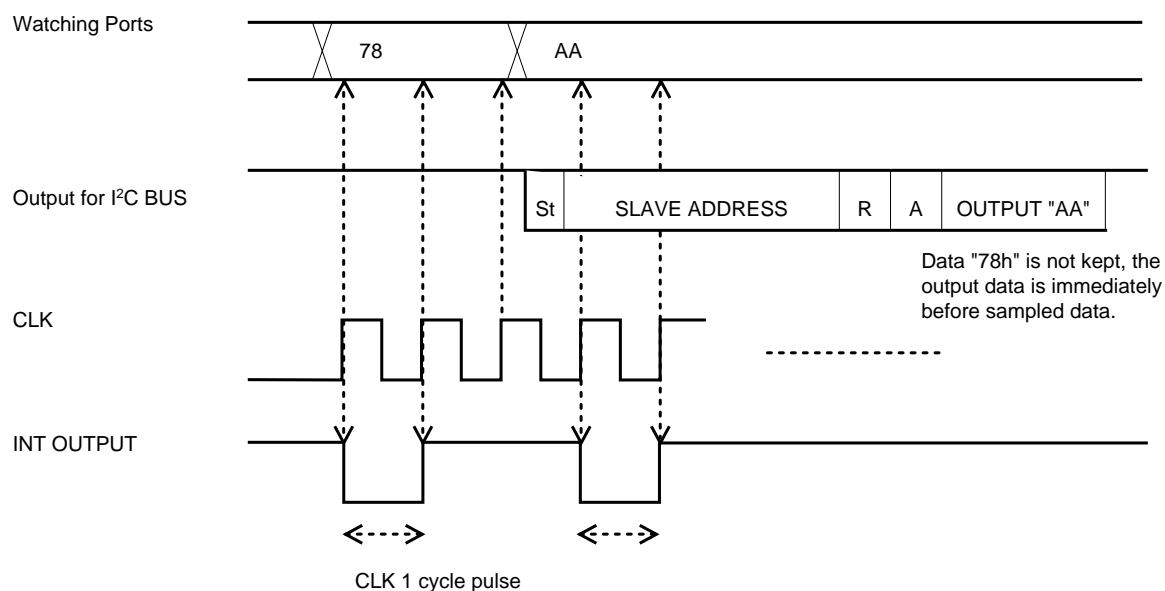 Watching Ports
78
AA
Output for I²C BUS
St
SLAVE ADDRESS
R
A
OUTPUT "AA"
Data "78h" is not kept, the
output data is immediately
before sampled data.
CLK
INT OUTPUT
CLK 1 cycle pulse